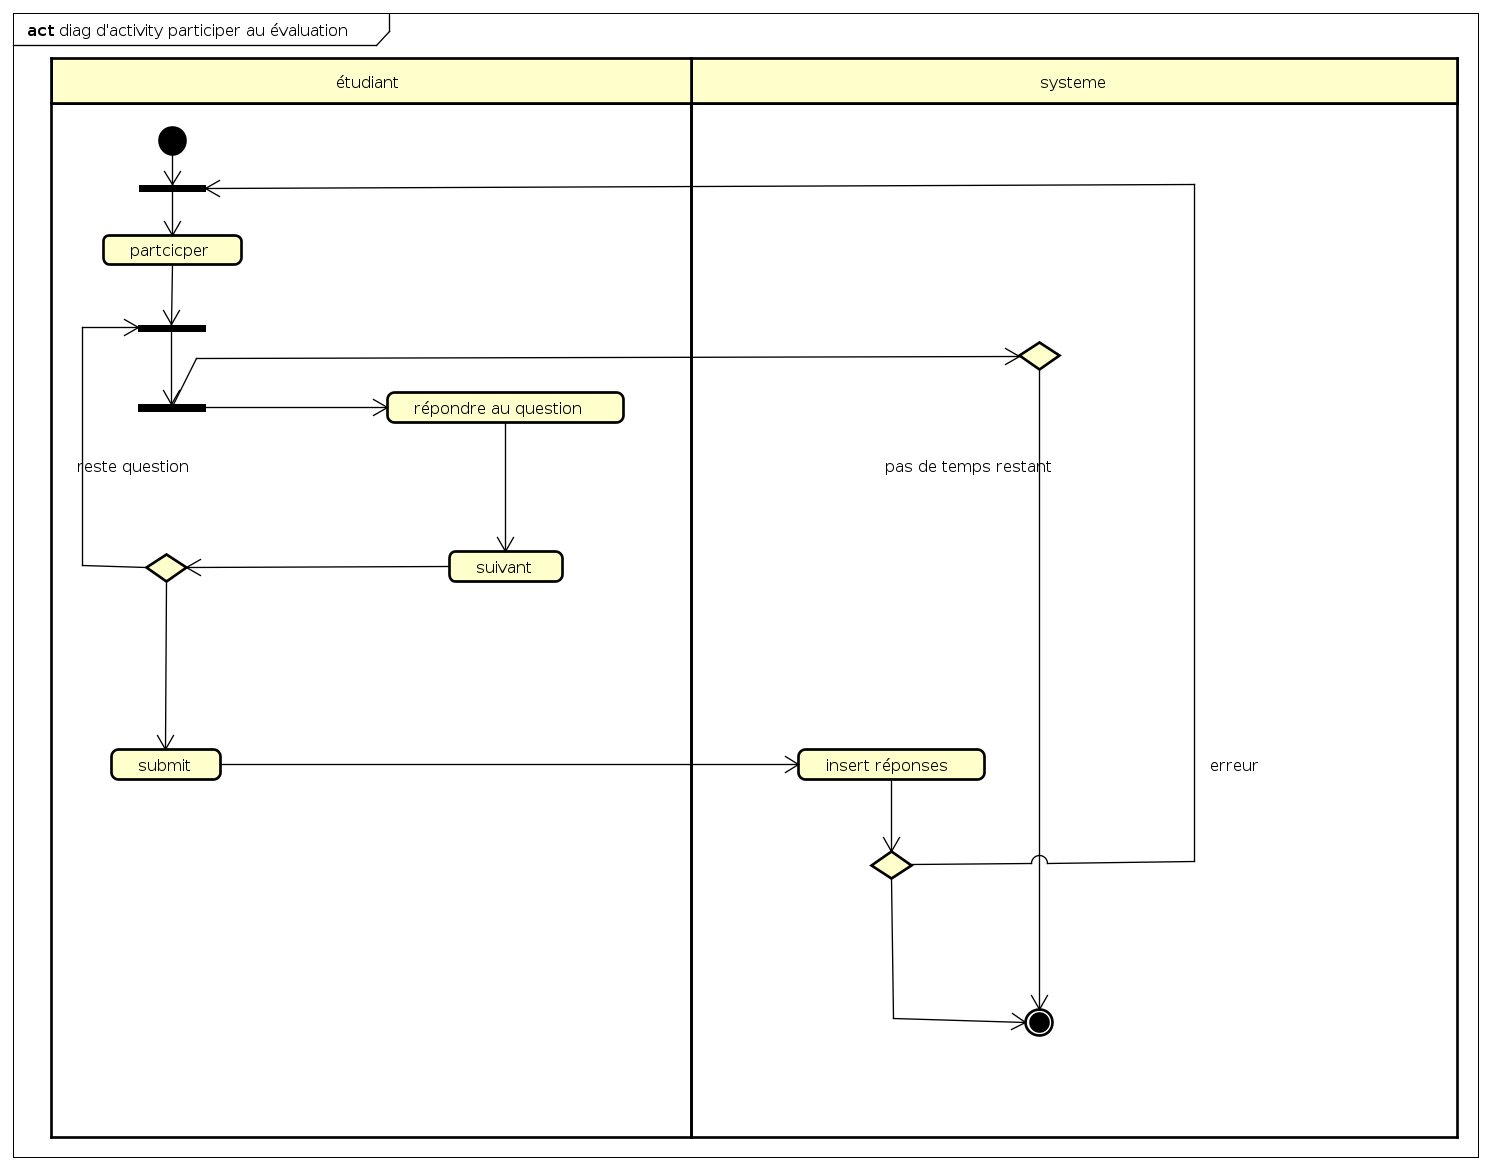 act diag d'activity participer au évaluation
étudiant
systeme
partcicper
répondre au question
reste question
pas de temps restant
suivant
submit
insert réponses
erreur